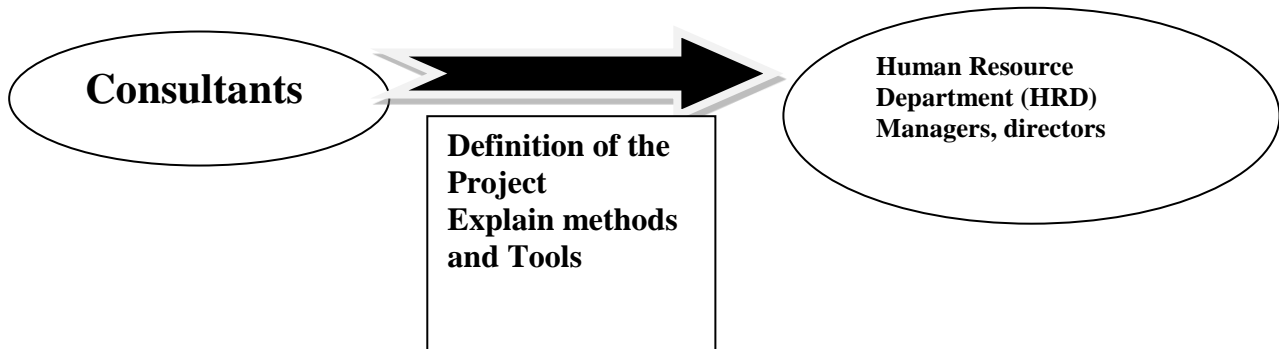 Consultants
Human Resource
Department (HRD)
Managers, directors
Definition of the
Project
Explain methods
and Tools